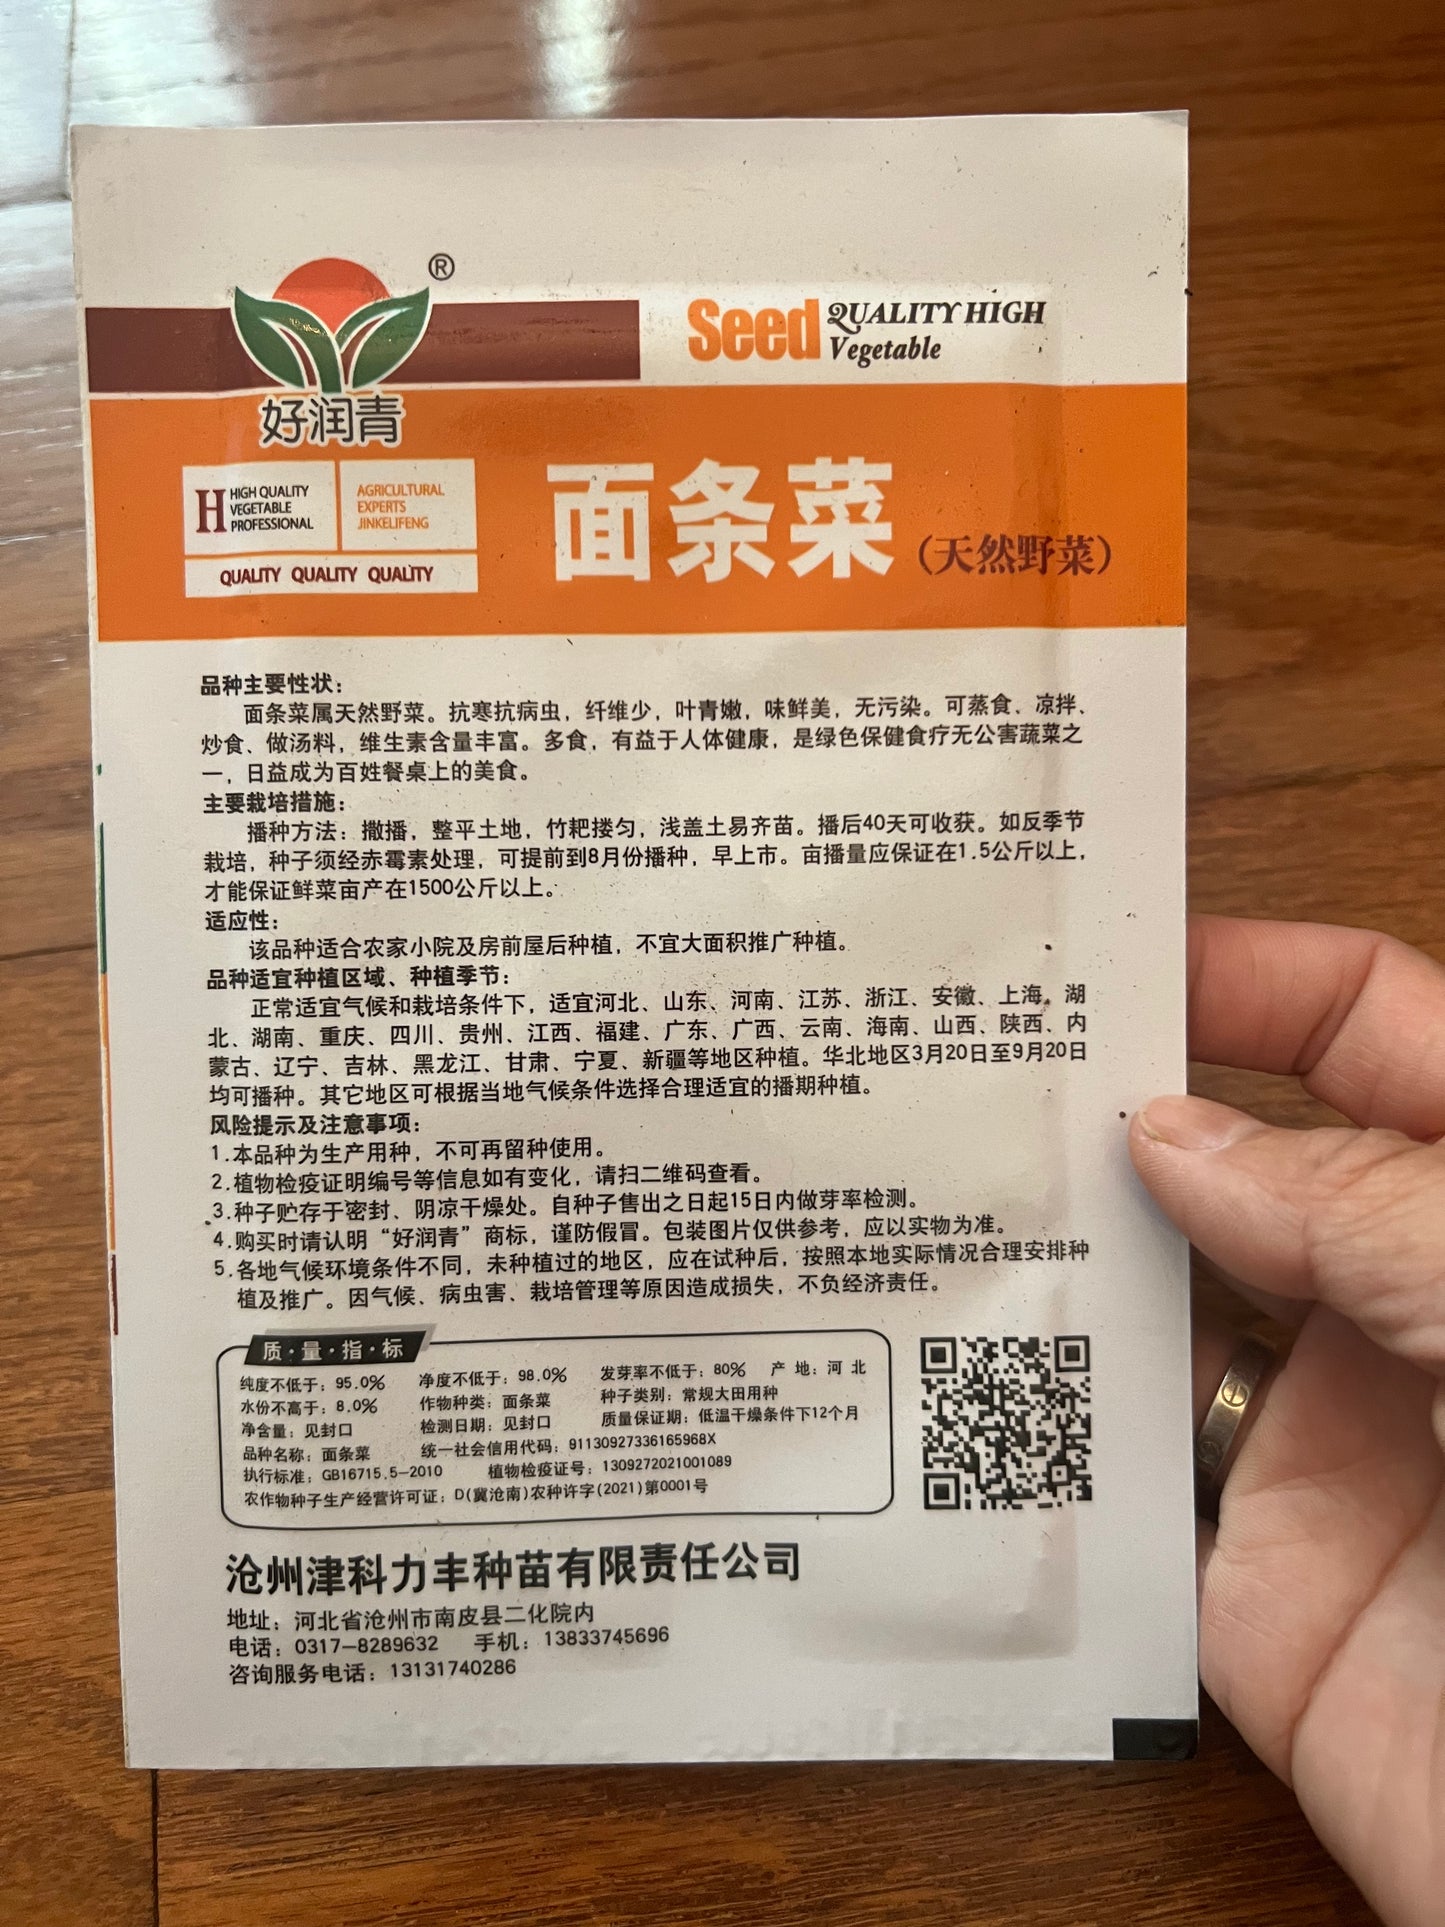 ®
Seed QUALITY HIGH
Vegetable
好润青
H HIGH QUALITY
VEGETABLE
PROFESSIONAL
AGRICULTURAL
EXPERTS
JINKELIFENG
QUALITY QUALITY QUALITY
面条菜(天然野菜)
品种主要性状：
面条菜属天然野菜。抗寒抗病虫，纤维少，叶青嫩，味鲜美，无污染。可蒸食、凉拌、
炒食、做汤料，维生素含量丰富。多食，有益于人体健康，是绿色保健食疗无公害蔬菜之
一，日益成为百姓餐桌上的美食。
主要栽培措施：
播种方法：撒播，整平土地，竹耙搂匀，浅盖土易齐苗。播后40天可收获。如反季节
栽培，种子须经赤霉素处理，可提前到8月份播种，早上市。亩播量应保证在1.5公斤以上，
才能保证鲜菜亩产在1500公斤以上。
适应性：
该品种适合农家小院及房前屋后种植，不宜大面积推广种植。
品种适宜种植区域、种植季节：
正常适宜气候和栽培条件下，适宜河北、山东、河南、江苏、浙江、安徽、上海、湖
北、湖南、重庆、四川、贵州、江西、福建、广东、广西、云南、海南、山西、陕西、内
蒙古、辽宁、吉林、黑龙江、甘肃、宁夏、新疆等地区种植。华北地区3月20日至9月20日
均可播种。其它地区可根据当地气候条件选择合理适宜的播期种植。
风险提示及注意事项：
1.本品种为生产用种，不可再留种使用。
2.植物检疫证明编号等信息如有变化，请扫二维码查看。
3.种子贮存于密封、阴凉干燥处。自种子售出之日起15日内做芽率检测。
4.购买时请认明“好润青”商标，谨防假冒。包装图片仅供参考，应以实物为准。
5.各地气候环境条件不同，未种植过的地区，应在试种后，按照本地实际情况合理安排种
植及推广。因气候、病虫害、栽培管理等原因造成损失，不负经济责任。
质·量·指·标
纯度不低于：95.0% 净度不低于：98.0% 发芽率不低于：80% 产 地：河 北
水份不高于：8.0% 作物种类：面条菜 种子类别：常规大田用种
净含量：见封口 检测日期：见封口 质量保证期：低温干燥条件下12个月
品种名称：面条菜 统一社会信用代码：91130927336165968X
执行标准：GB16715.5-2010 植物检疫证号：1309272021001089
农作物种子生产经营许可证：D(冀沧南)农种许字(2021)第0001号
沧州津科力丰种苗有限责任公司
地址：河北省沧州市南皮县二化院内
电话：0317-8289632 手机：13833745696
咨询服务电话：13131740286